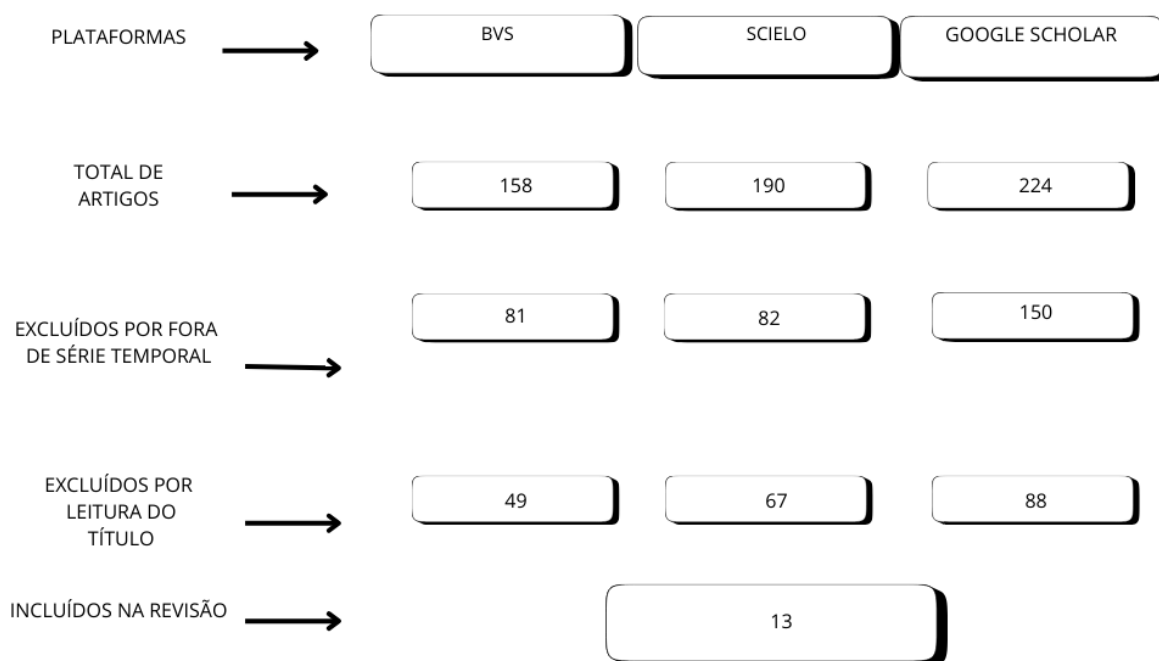 PLATAFORMAS
BVS
SCIELO
GOOGLE SCHOLAR
TOTAL DE
ARTIGOS
158
190
224
EXCLUÍDOS POR FORA
DE SÉRIE TEMPORAL
81
82
150
EXCLUÍDOS POR
LEITURA DO
TÍTULO
49
67
88
INCLUÍDOS NA REVISÃO
13